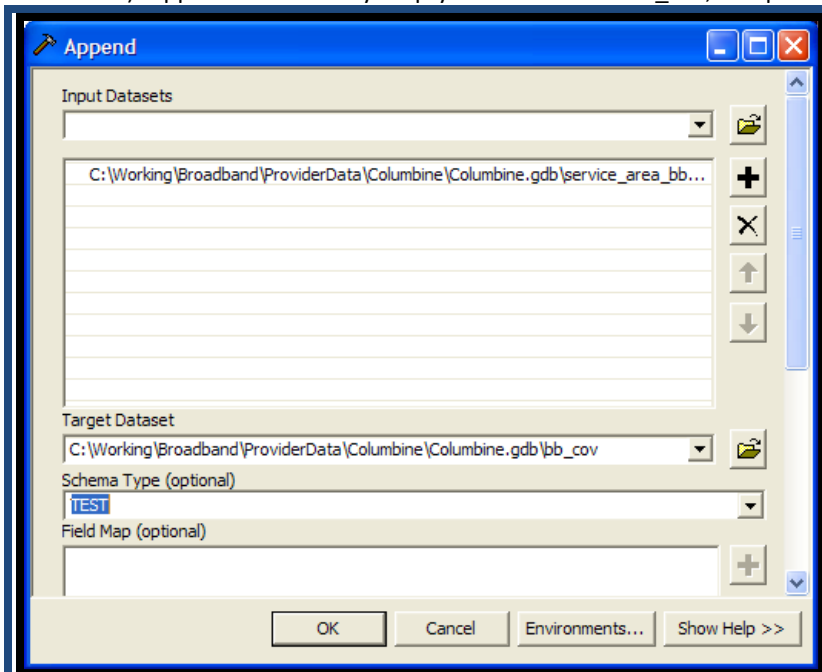 Append
Input Datasets
C:\Working\Broadband\ProviderData\Columbine\Columbine.gdb\service_area_bb...
Target Dataset
C:\Working\Broadband\ProviderData\Columbine\Columbine.gdb\bb_cov
Schema Type (optional)
TEST
Field Map (optional)
OK Cancel Environments... Show Help >>